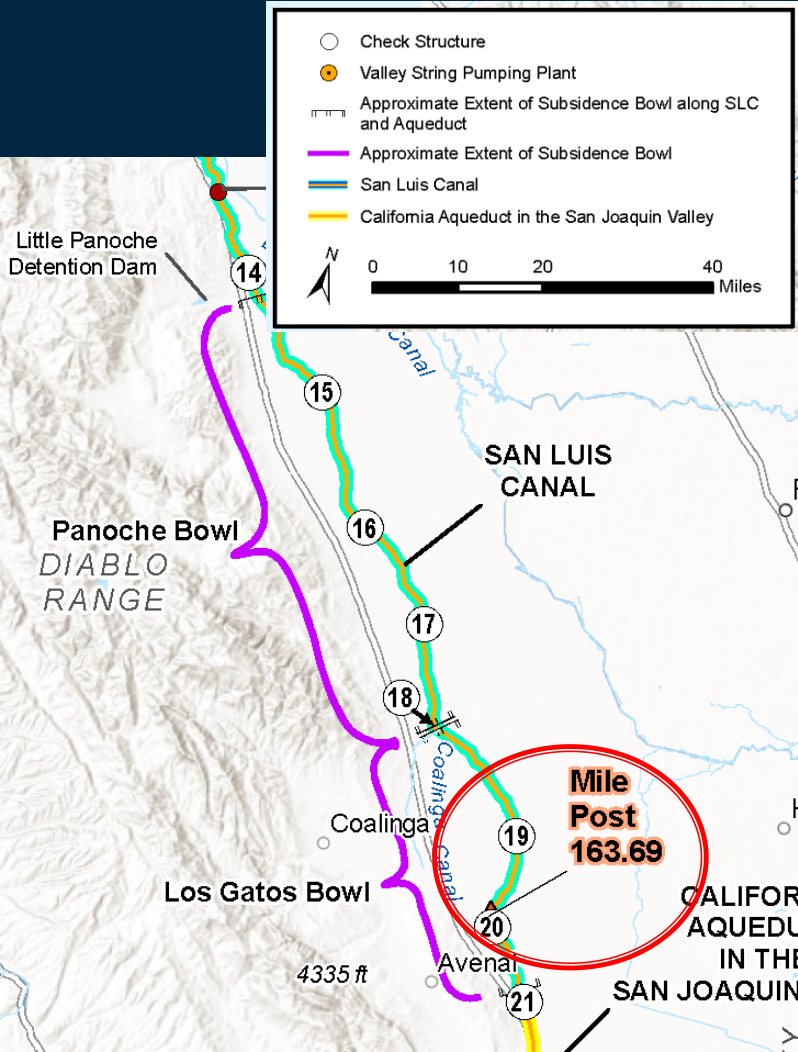 Check Structure
Valley String Pumping Plant
Approximate Extent of Subsidence Bowl along SLC
and Aqueduct
Approximate Extent of Subsidence Bowl
San Luis Canal
California Aqueduct in the San Joaquin Valley
N
0 10 20 40
Miles
Little Panoche
Detention Dam
14
Canal
15
SAN LUIS
CANAL
16
Panoche Bowl
DIABLO
RANGE
17
18
Coalinga Canal
Mile
Post
163.69
19
Coalinga
Los Gatos Bowl
20
CALIFOR
AQUEDU
IN THE
SAN JOAQUIN
Avenal
4335 ft
21